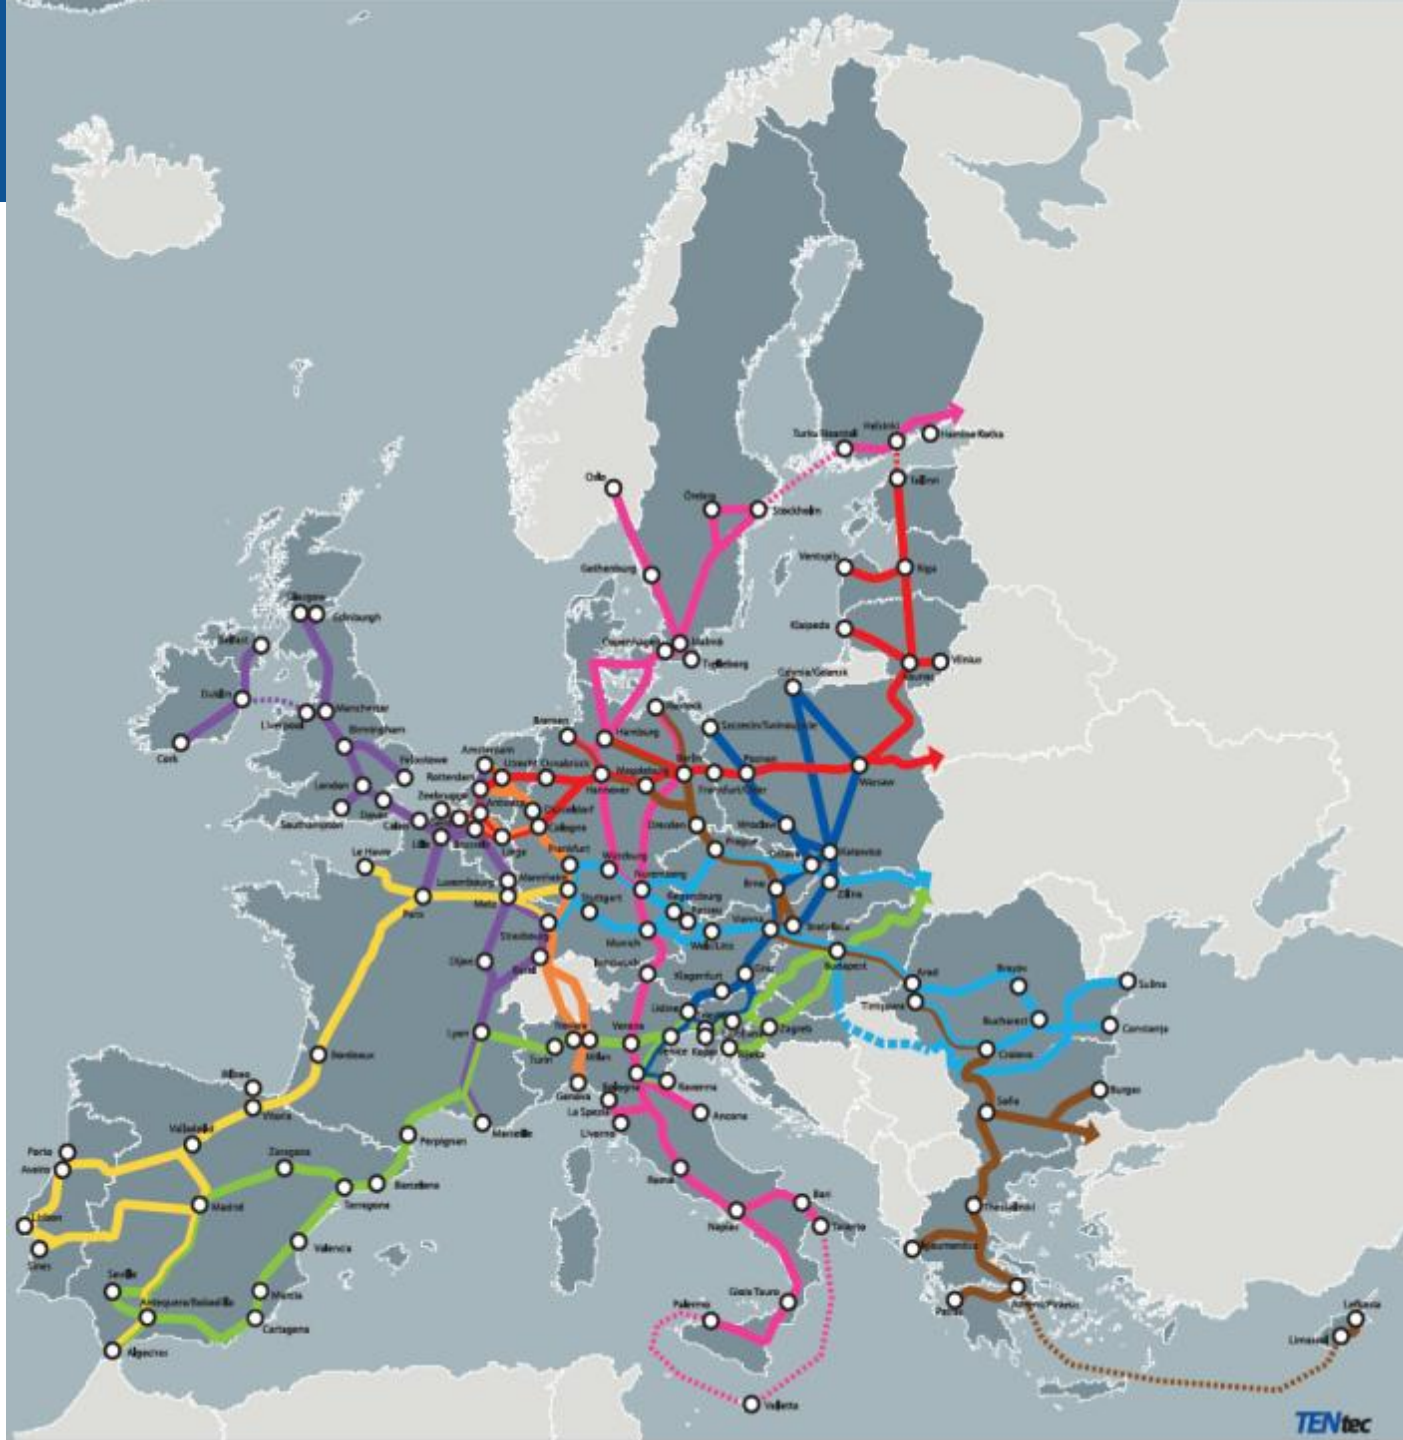 Turku
Helsinki
Tallinn
Oslo
Örebro
Stockholm
Ventspils
Riga
Gothenburg
Glasgow
Edinburgh
Klaipeda
Belfast
Copenhagen
Malmö
Trelleborg
Vilnius
Kaunas
Gdynia/Gdansk
Dublin
Rostock
Liverpool
Manchester
Bremen
Szczecin/Swinoujscie
Birmingham
Hamburg
Cork
Amsterdam
Felixstowe
Utrecht
Osnabrück
Berlin
Poznan
Rotterdam
Magdeburg
Warsaw
London
Hannover
Frankfurt/Oder
Zeebrugge
Antwerp
Düsseldorf
Southampton
Dover
Calais
Cologne
Dresden
Wroclaw
Lille
Brussels
Liège
Prague
Le Havre
Frankfurt
Würzburg
Ostrava
Katowice
Luxembourg
Mannheim
Nuremberg
Brno
Zilina
Metz
Stuttgart
Regensburg
Paris
Passau
Vienna
Bratislava
Strasbourg
Munich
Wels/Linz
Dijon
Basel
Innsbruck
Klagenfurt
Graz
Budapest
Arad
Brasov
Sulina
Timişoara
Udine
Bucharest
Constanţa
Lyon
Novara
Verona
Zagreb
Turin
Milan
Venice
Koper
Rijeka
Craiova
Bordeaux
Bilbao
Genova
Bologna
Ravenna
Burgas
Vitoria
La Spezia
Ancona
Sofia
Valladolid
Livorno
Marseille
Perpignan
Porto
Aveiro
Zaragoza
Roma
Barcelona
Tarragona
Bari
Madrid
Naples
Thessaloniki
Lisbon
Taranto
Valencia
Igoumenitsa
Sines
Seville
Murcia
Gioia Tauro
Patras
Athens/Piraeus
Antequera/Bobadilla
Palermo
Lefkosia
Cartagena
Limassol
Algeciras
Valletta
TENtec